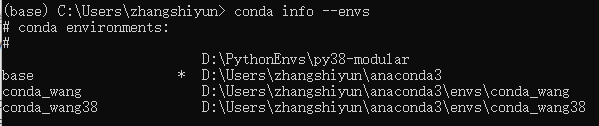 (base) C:\Users\zhangshiyun> conda info --envs
# conda environments:
#
D:\PythonEnvs\py38-modular
base * D:\Users\zhangshiyun\anaconda3
conda_wang D:\Users\zhangshiyun\anaconda3\envs\conda_wang
conda_wang38 D:\Users\zhangshiyun\anaconda3\envs\conda_wang38